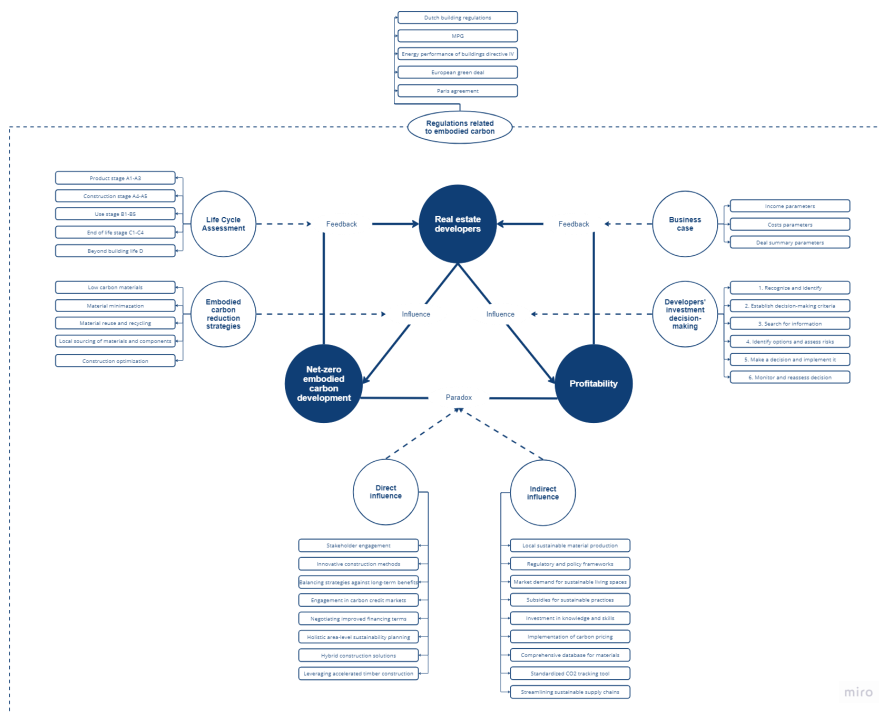 Dutch building regulations
MPG
Energy performance of buildings directive IV
European green deal
Paris agreement
Regulations related
to embodied carbon
Product stage A1-A3
Construction stage A4-A5
Use stage B1-B5
End of life stage C1-C4
Beyond building life D
Life Cycle
Assessment
Feedback
Real estate
developers
Feedback
Business
case
Income parameters
Costs parameters
Deal summary parameters
Low carbon materials
Material minimazation
Material reuse and recycling
Local sourcing of materials and components
Construction optimization
Embodied
carbon
reduction
strategies
Influence
Influence
Developers'
investment
decision-
making
1. Recognize and identify
2. Establish decision-making criteria
3. Search for information
4. Identify options and assess risks
5. Make a decision and implement it
6. Monitor and reassess decision
Net-zero
embodied
carbon
development
Paradox
Profitability
Direct
influence
Indirect
influence
Stakeholder engagement
Innovative construction methods
Balancing strategies against long-term benefits
Engagement in carbon credit markets
Negotiating improved financing terms
Holistic area-level sustainability planning
Hybrid construction solutions
Leveraging accelerated timber construction
Local sustainable material production
Regulatory and policy frameworks
Market demand for sustainable living spaces
Subsidies for sustainable practices
Investment in knowledge and skills
Implementation of carbon pricing
Comprehensive database for materials
Standardized CO2 tracking tool
Streamlining sustainable supply chains
miro